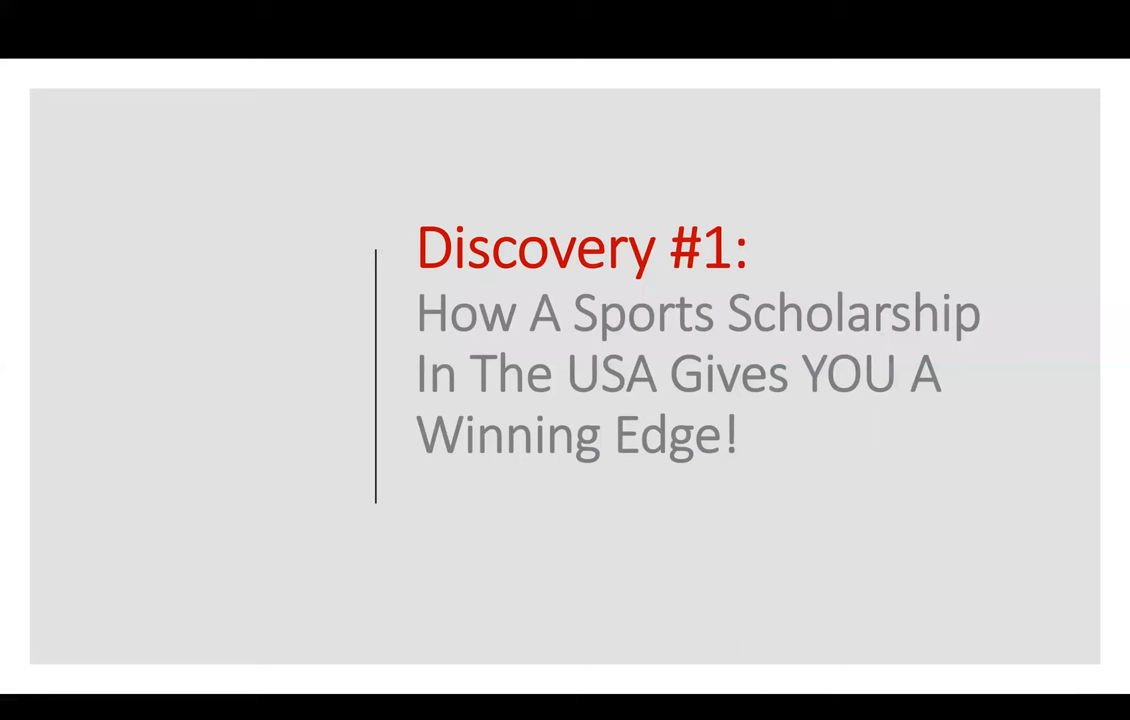 Discovery #1:
How A Sports Scholarship
In The USA Gives YOU A
Winning Edge!